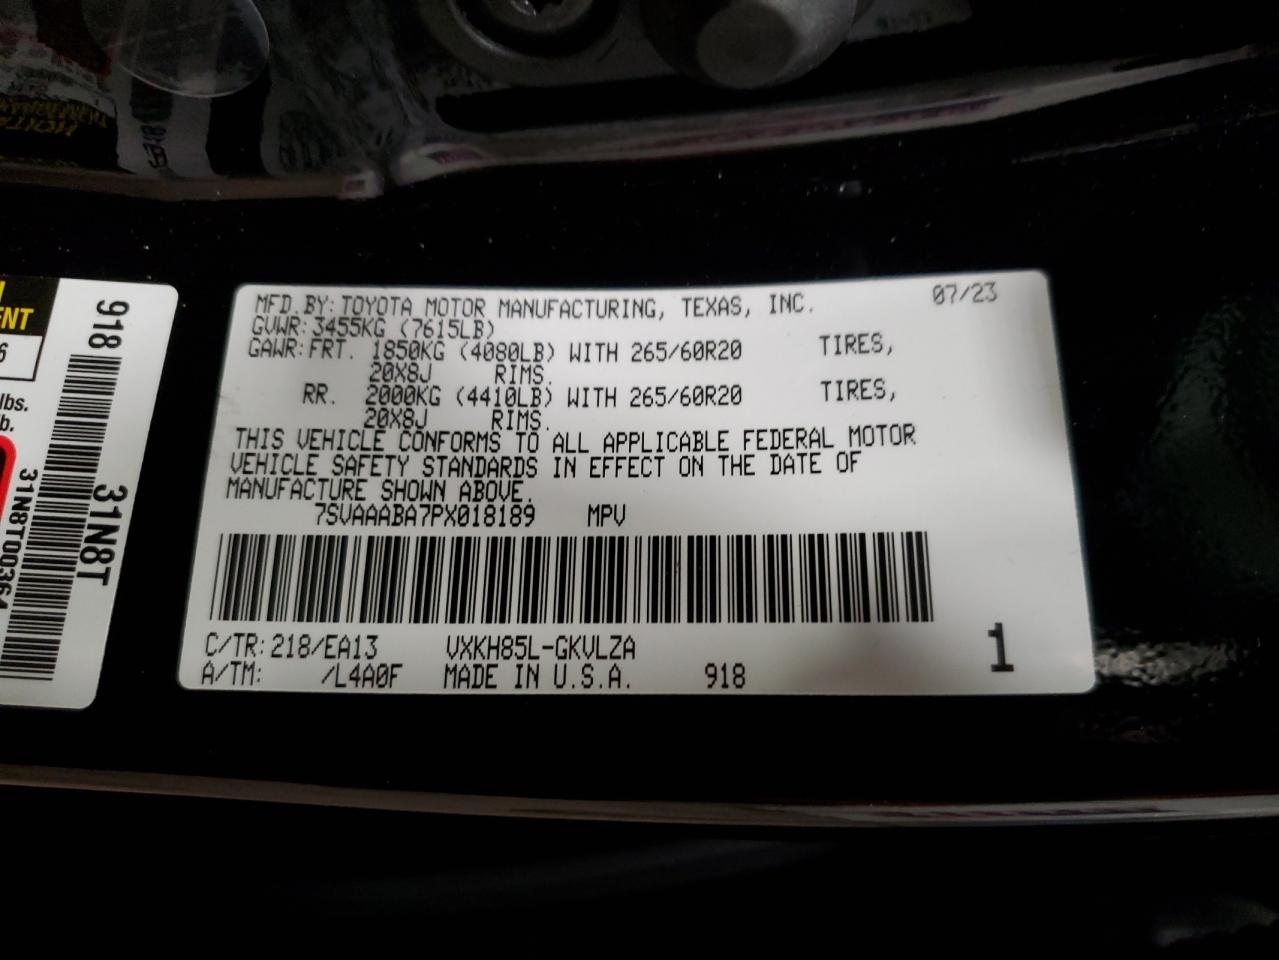 MFD. BY: TOYOTA MOTOR MANUFACTURING, TEXAS, INC. 07/23
GVWR: 3455KG (7615LB)
GAWR: FRT. 1850KG (4080LB) WITH 265/60R20 TIRES,
20X8J RIMS.
RR. 2000KG (4410LB) WITH 265/60R20 TIRES,
20X8J RIMS.
THIS VEHICLE CONFORMS TO ALL APPLICABLE FEDERAL MOTOR
VEHICLE SAFETY STANDARDS IN EFFECT ON THE DATE OF
MANUFACTURE SHOWN ABOVE.
7SVAAABA7PX018189 MPV
C/TR: 218/EA13 VXKH85L-GKVLZA
A/TM: /L4A0F MADE IN U.S.A. 918
1
918
31N8T
31N8T00364
lbs.